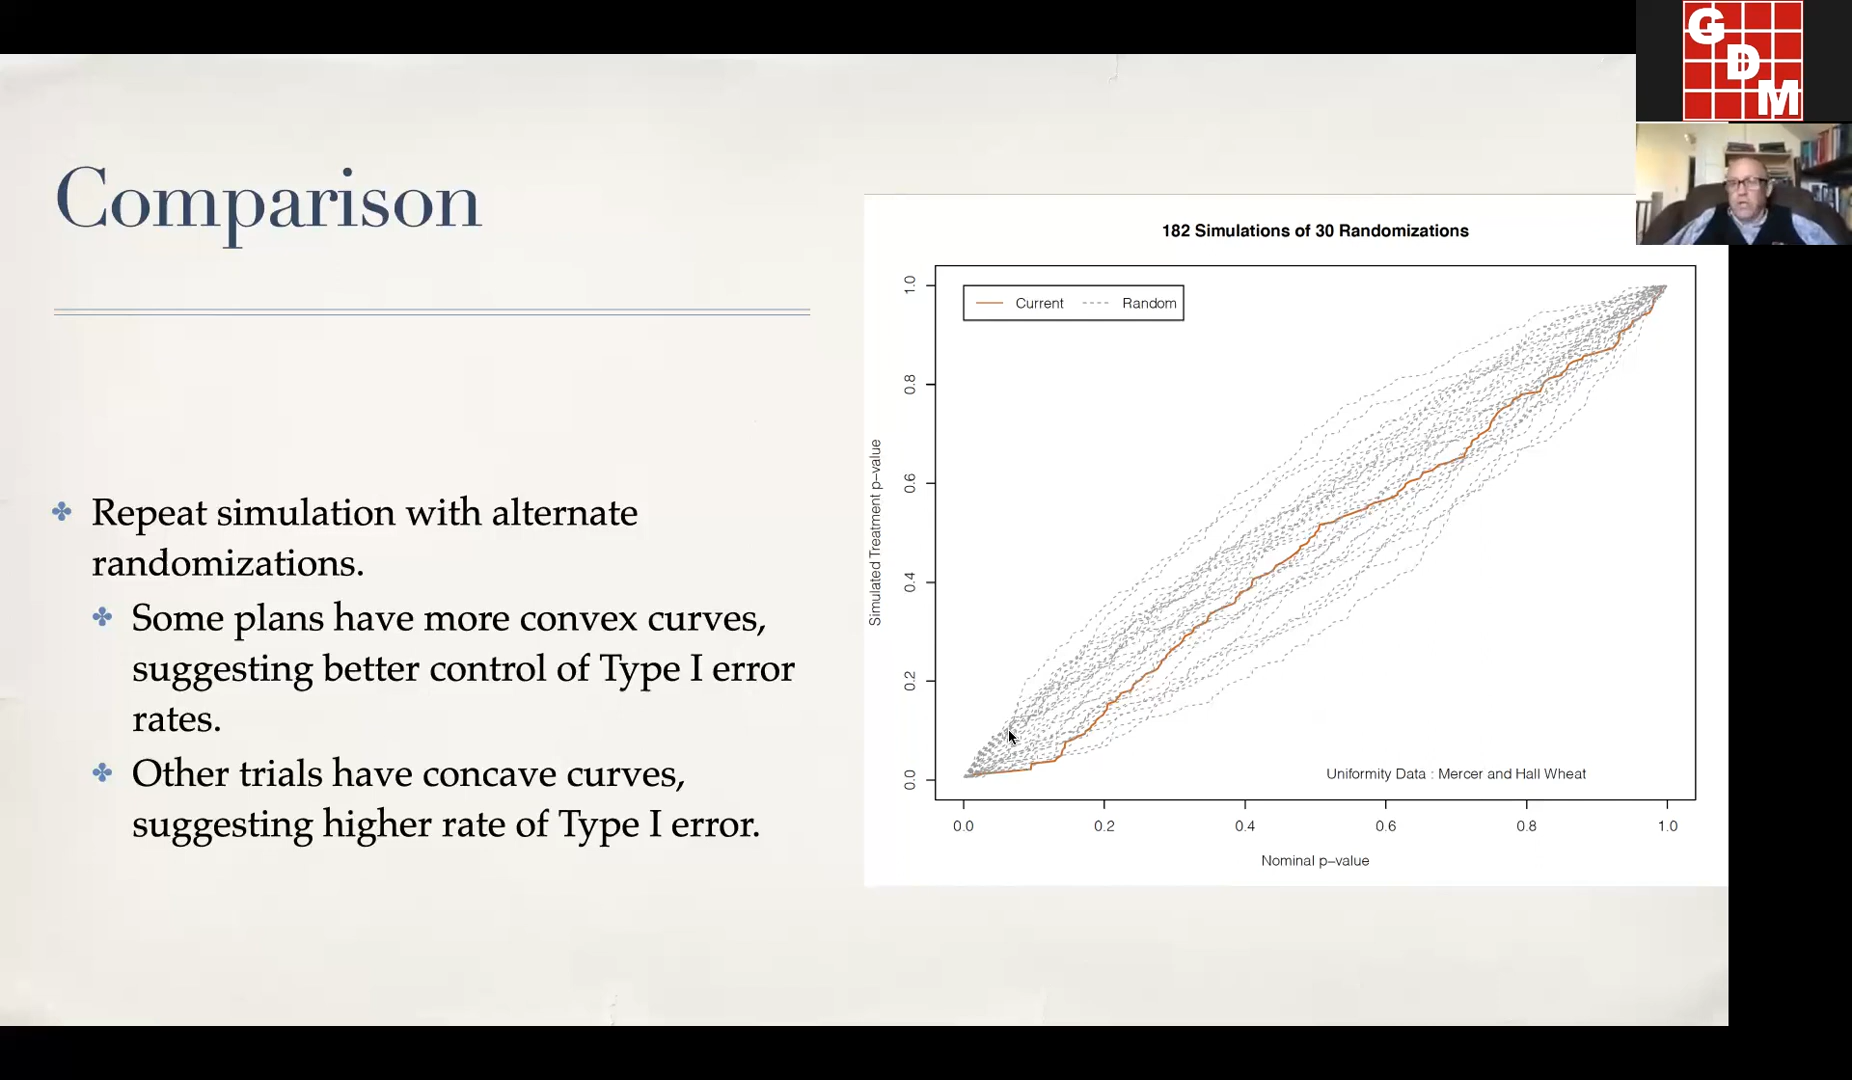 GDM
Comparison
Repeat simulation with alternate
randomizations.
Some plans have more convex curves,
suggesting better control of Type I error
rates.
Other trials have concave curves,
suggesting higher rate of Type I error.
182 Simulations of 30 Randomizations
Current Random
Simulated Treatment p–value
1.0
0.8
0.6
0.4
0.2
0.0
Uniformity Data : Mercer and Hall Wheat
0.0 0.2 0.4 0.6 0.8 1.0
Nominal p–value